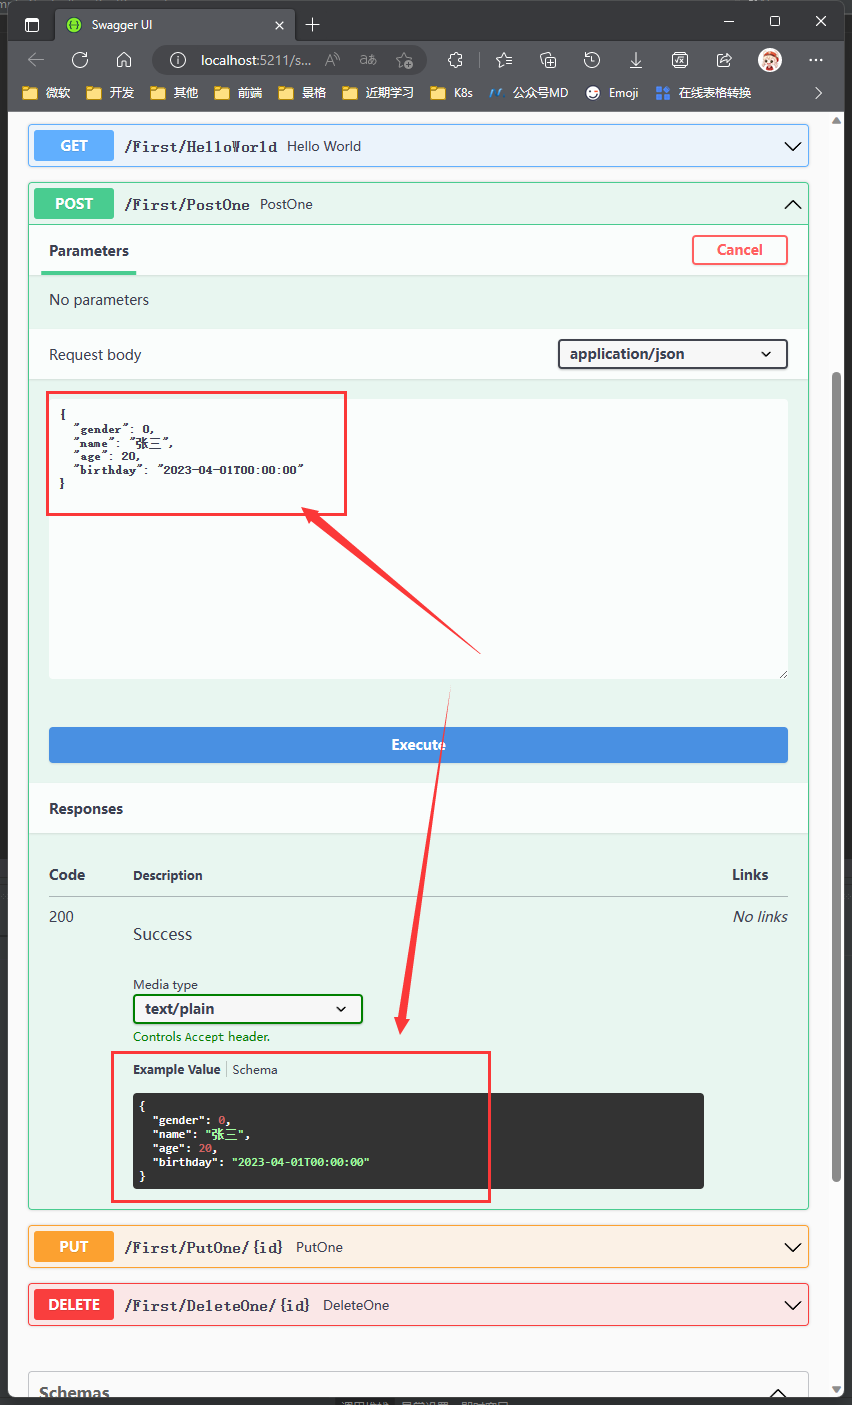 Swagger UI
localhost:5211/s...
微软 开发 其他 前端 景格 近期学习 K8s 公众号MD Emoji 在线表格转换
GET /First/HelloWorld Hello World
POST /First/PostOne PostOne
Parameters Cancel
No parameters
Request body application/json
{
"gender": 0,
"name": "张三",
"age": 20,
"birthday": "2023-04-01T00:00:00"
}
Execute
Responses
Code Description Links
200 Success No links
Media type
text/plain
Controls Accept header.
Example Value Schema
{
"gender": 0,
"name": "张三",
"age": 20,
"birthday": "2023-04-01T00:00:00"
}
PUT /First/PutOne/{id} PutOne
DELETE /First/DeleteOne/{id} DeleteOne
Schemas